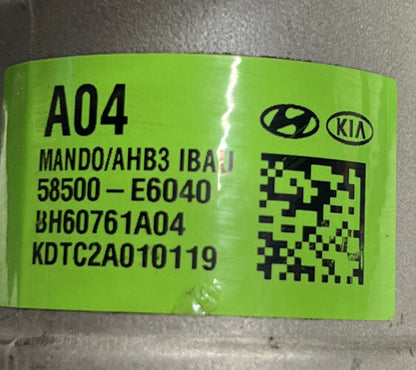 A04
KIA
MANDO/AHB3 IBAU
58500-E6040
BH60761A04
KDTC2A010119